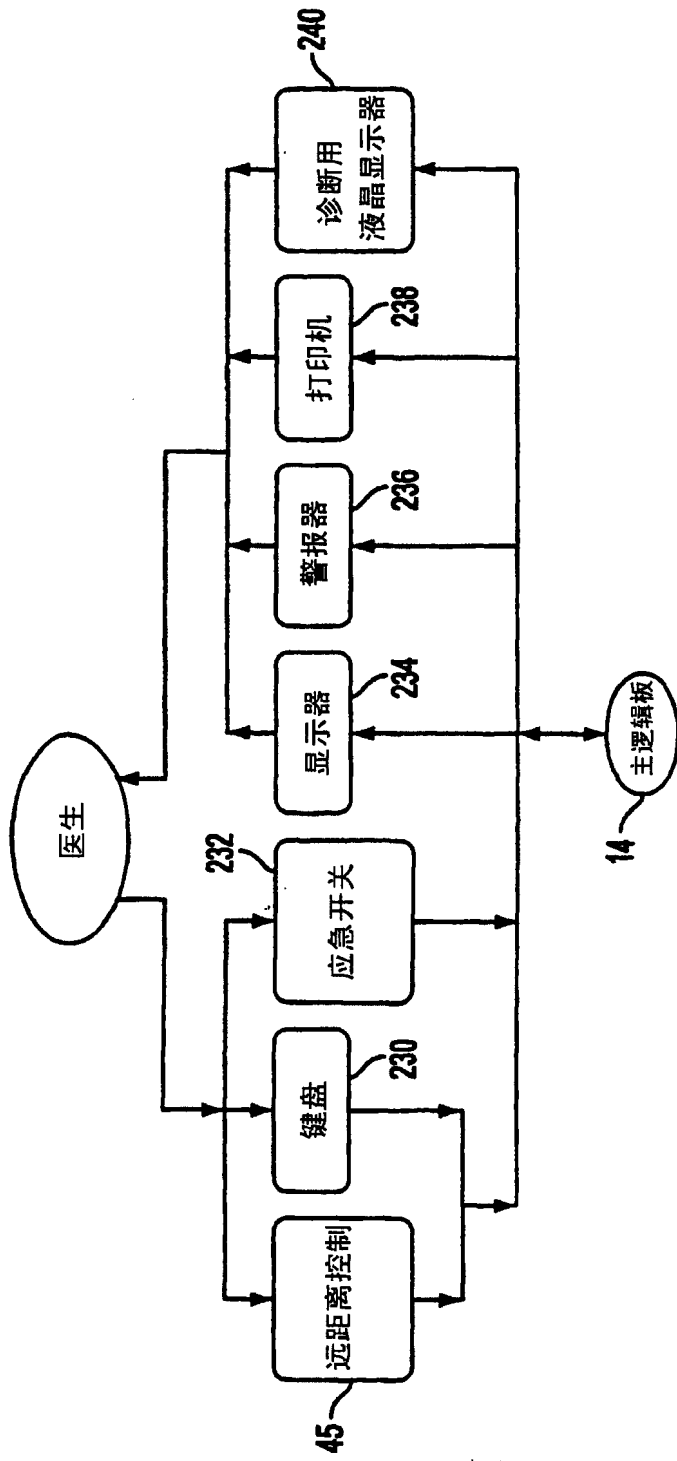 医生
远距离控制
45
键盘
230
应急开关
232
显示器
234
警报器
236
打印机
238
诊断用
液晶显示器
240
主逻辑板
14